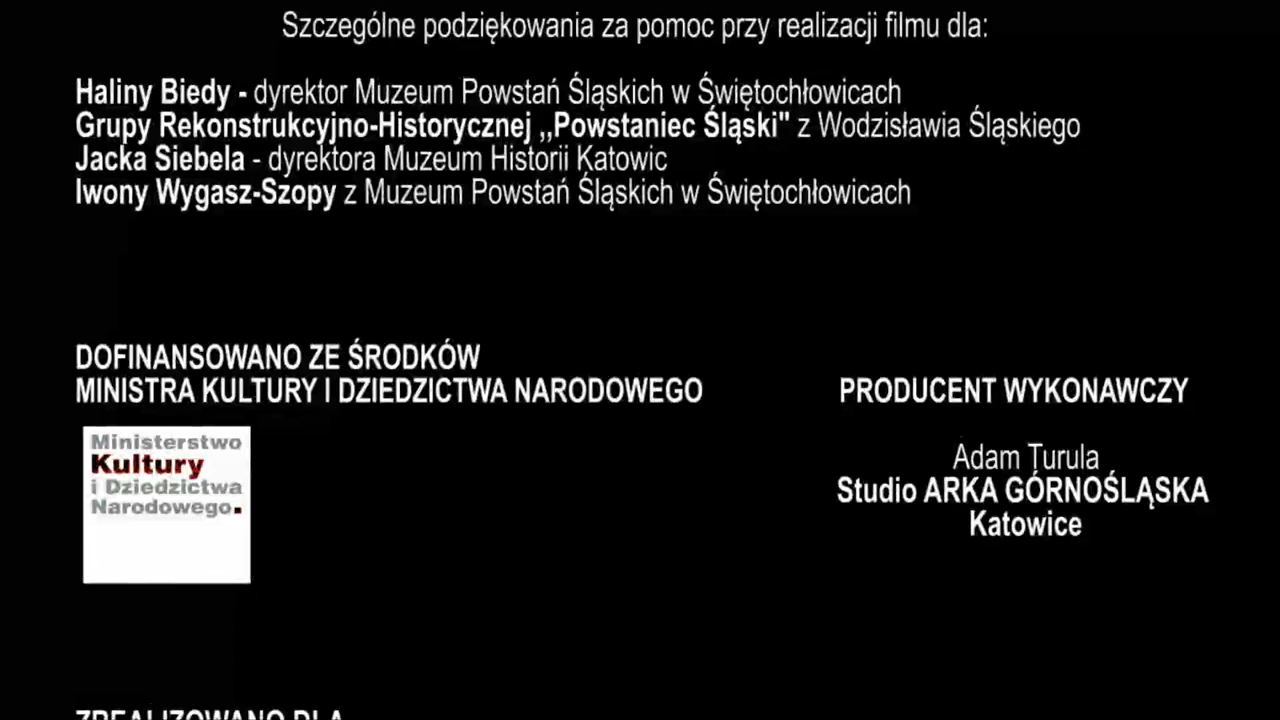 Szczególne podziękowania za pomoc przy realizacji filmu dla:
Haliny Biedy - dyrektor Muzeum Powstań Śląskich w Świętochłowicach
Grupy Rekonstrukcyjno-Historycznej ,,Powstaniec Śląski" z Wodzisławia Śląskiego
Jacka Siebela - dyrektora Muzeum Historii Katowic
Iwony Wygasz-Szopy z Muzeum Powstań Śląskich w Świętochłowicach
DOFINANSOWANO ZE ŚRODKÓW
MINISTRA KULTURY I DZIEDZICTWA NARODOWEGO
Ministerstwo
Kultury
i Dziedzictwa
Narodowego.
PRODUCENT WYKONAWCZY
Adam Turula
Studio ARKA GÓRNOŚLĄSKA
Katowice
ZREALIZOWANO DLA